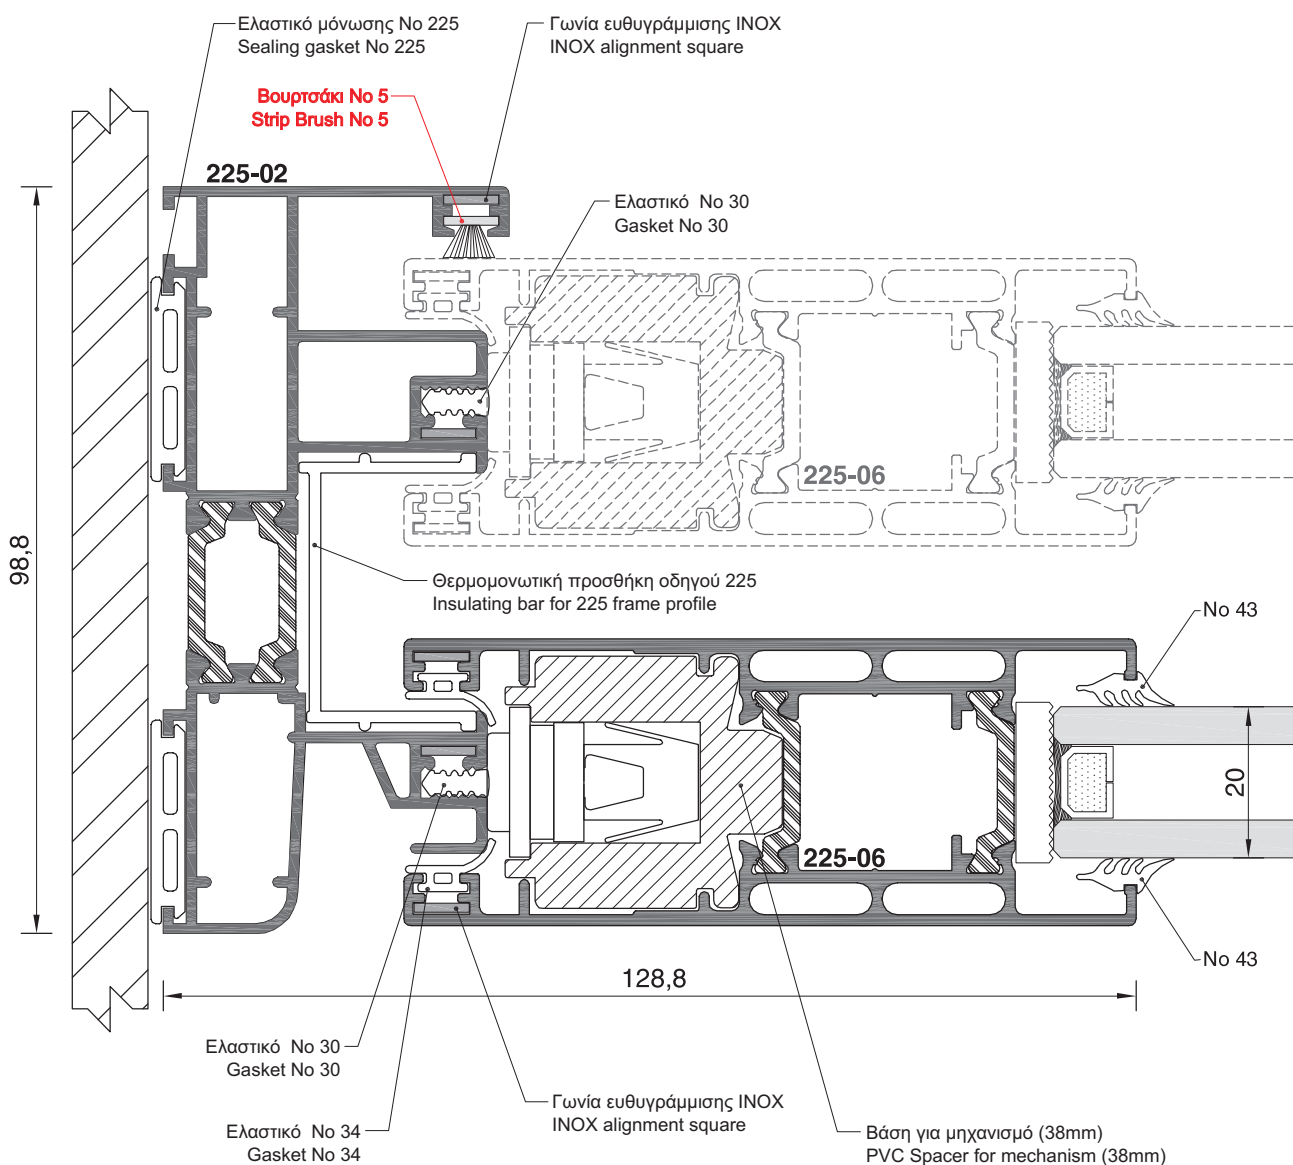 Ελαστικό μόνωσης No 225
Sealing gasket No 225
Γωνία ευθυγράμμισης INOX
INOX alignment square
Βουρτσάκι No 5
Strip Brush No 5
225-02
Ελαστικό  No 30
Gasket No 30
225-06
98,8
Θερμομονωτική προσθήκη οδηγού 225
Insulating bar for 225 frame profile
No 43
20
225-06
No 43
128,8
Ελαστικό  No 30
Gasket No 30
Γωνία ευθυγράμμισης INOX
INOX alignment square
Ελαστικό  No 34
Gasket No 34
Βάση για μηχανισμό (38mm)
PVC Spacer for mechanism (38mm)